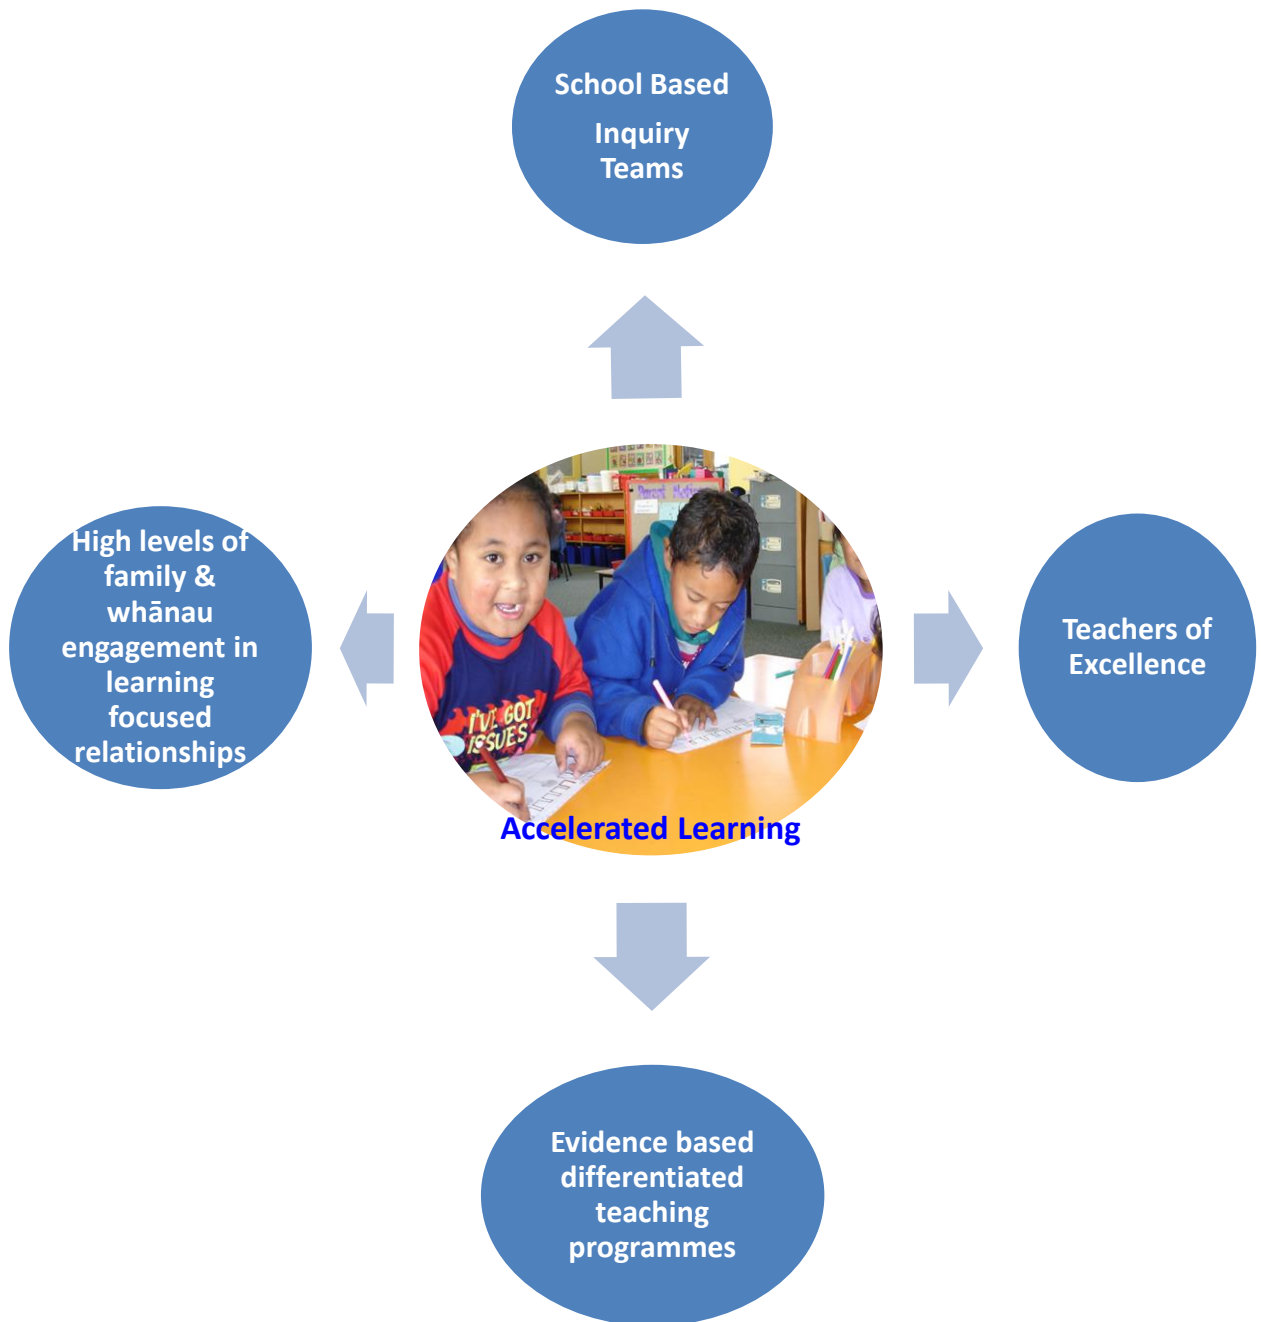 School Based
Inquiry
Teams
High levels of
family &
whānau
engagement in
learning
focused
relationships
I'VE GOT
ISSUES
Teachers of
Excellence
Accelerated Learning
Evidence based
differentiated
teaching
programmes